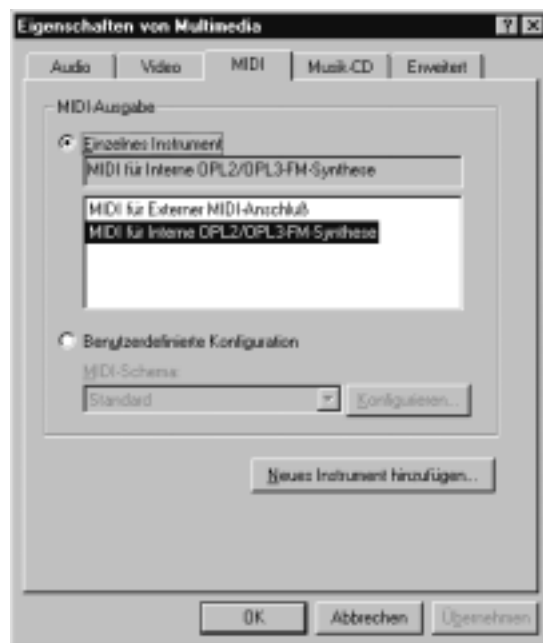 Eigenschaften von Multimedia
Audio Video MIDI Musik-CD Erweitert
MIDI-Ausgabe
Einzelnes Instrument
MIDI für Interne OPL2/OPL3-FM-Synthese
MIDI für Externer MIDI-Anschluß
MIDI für Interne OPL2/OPL3-FM-Synthese
Benutzerdefinierte Konfiguration
MIDI-Schema:
Standard Konfigurieren...
Neues Instrument hinzufügen...
OK Abbrechen Übernehmen